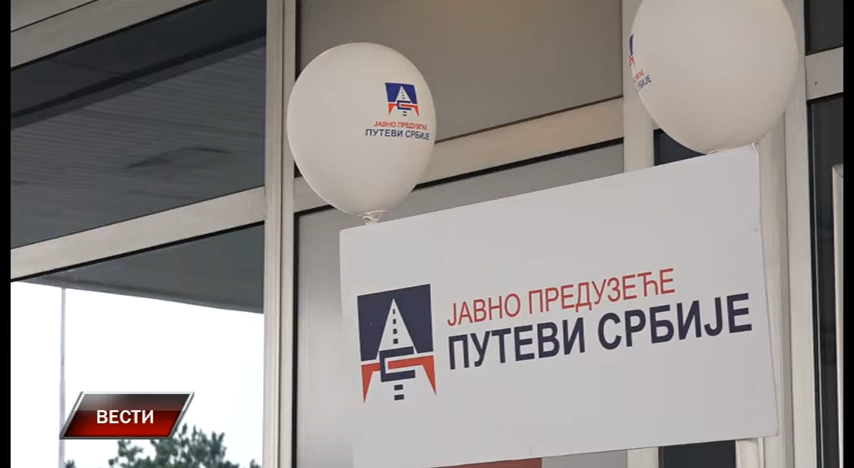 ЈАВНО ПРЕДУЗЕЋЕ
ПУТЕВИ СРБИЈЕ
ЈАВНО ПРЕДУЗЕЋЕ
ПУТЕВИ СРБИЈЕ
ВЕСТИ